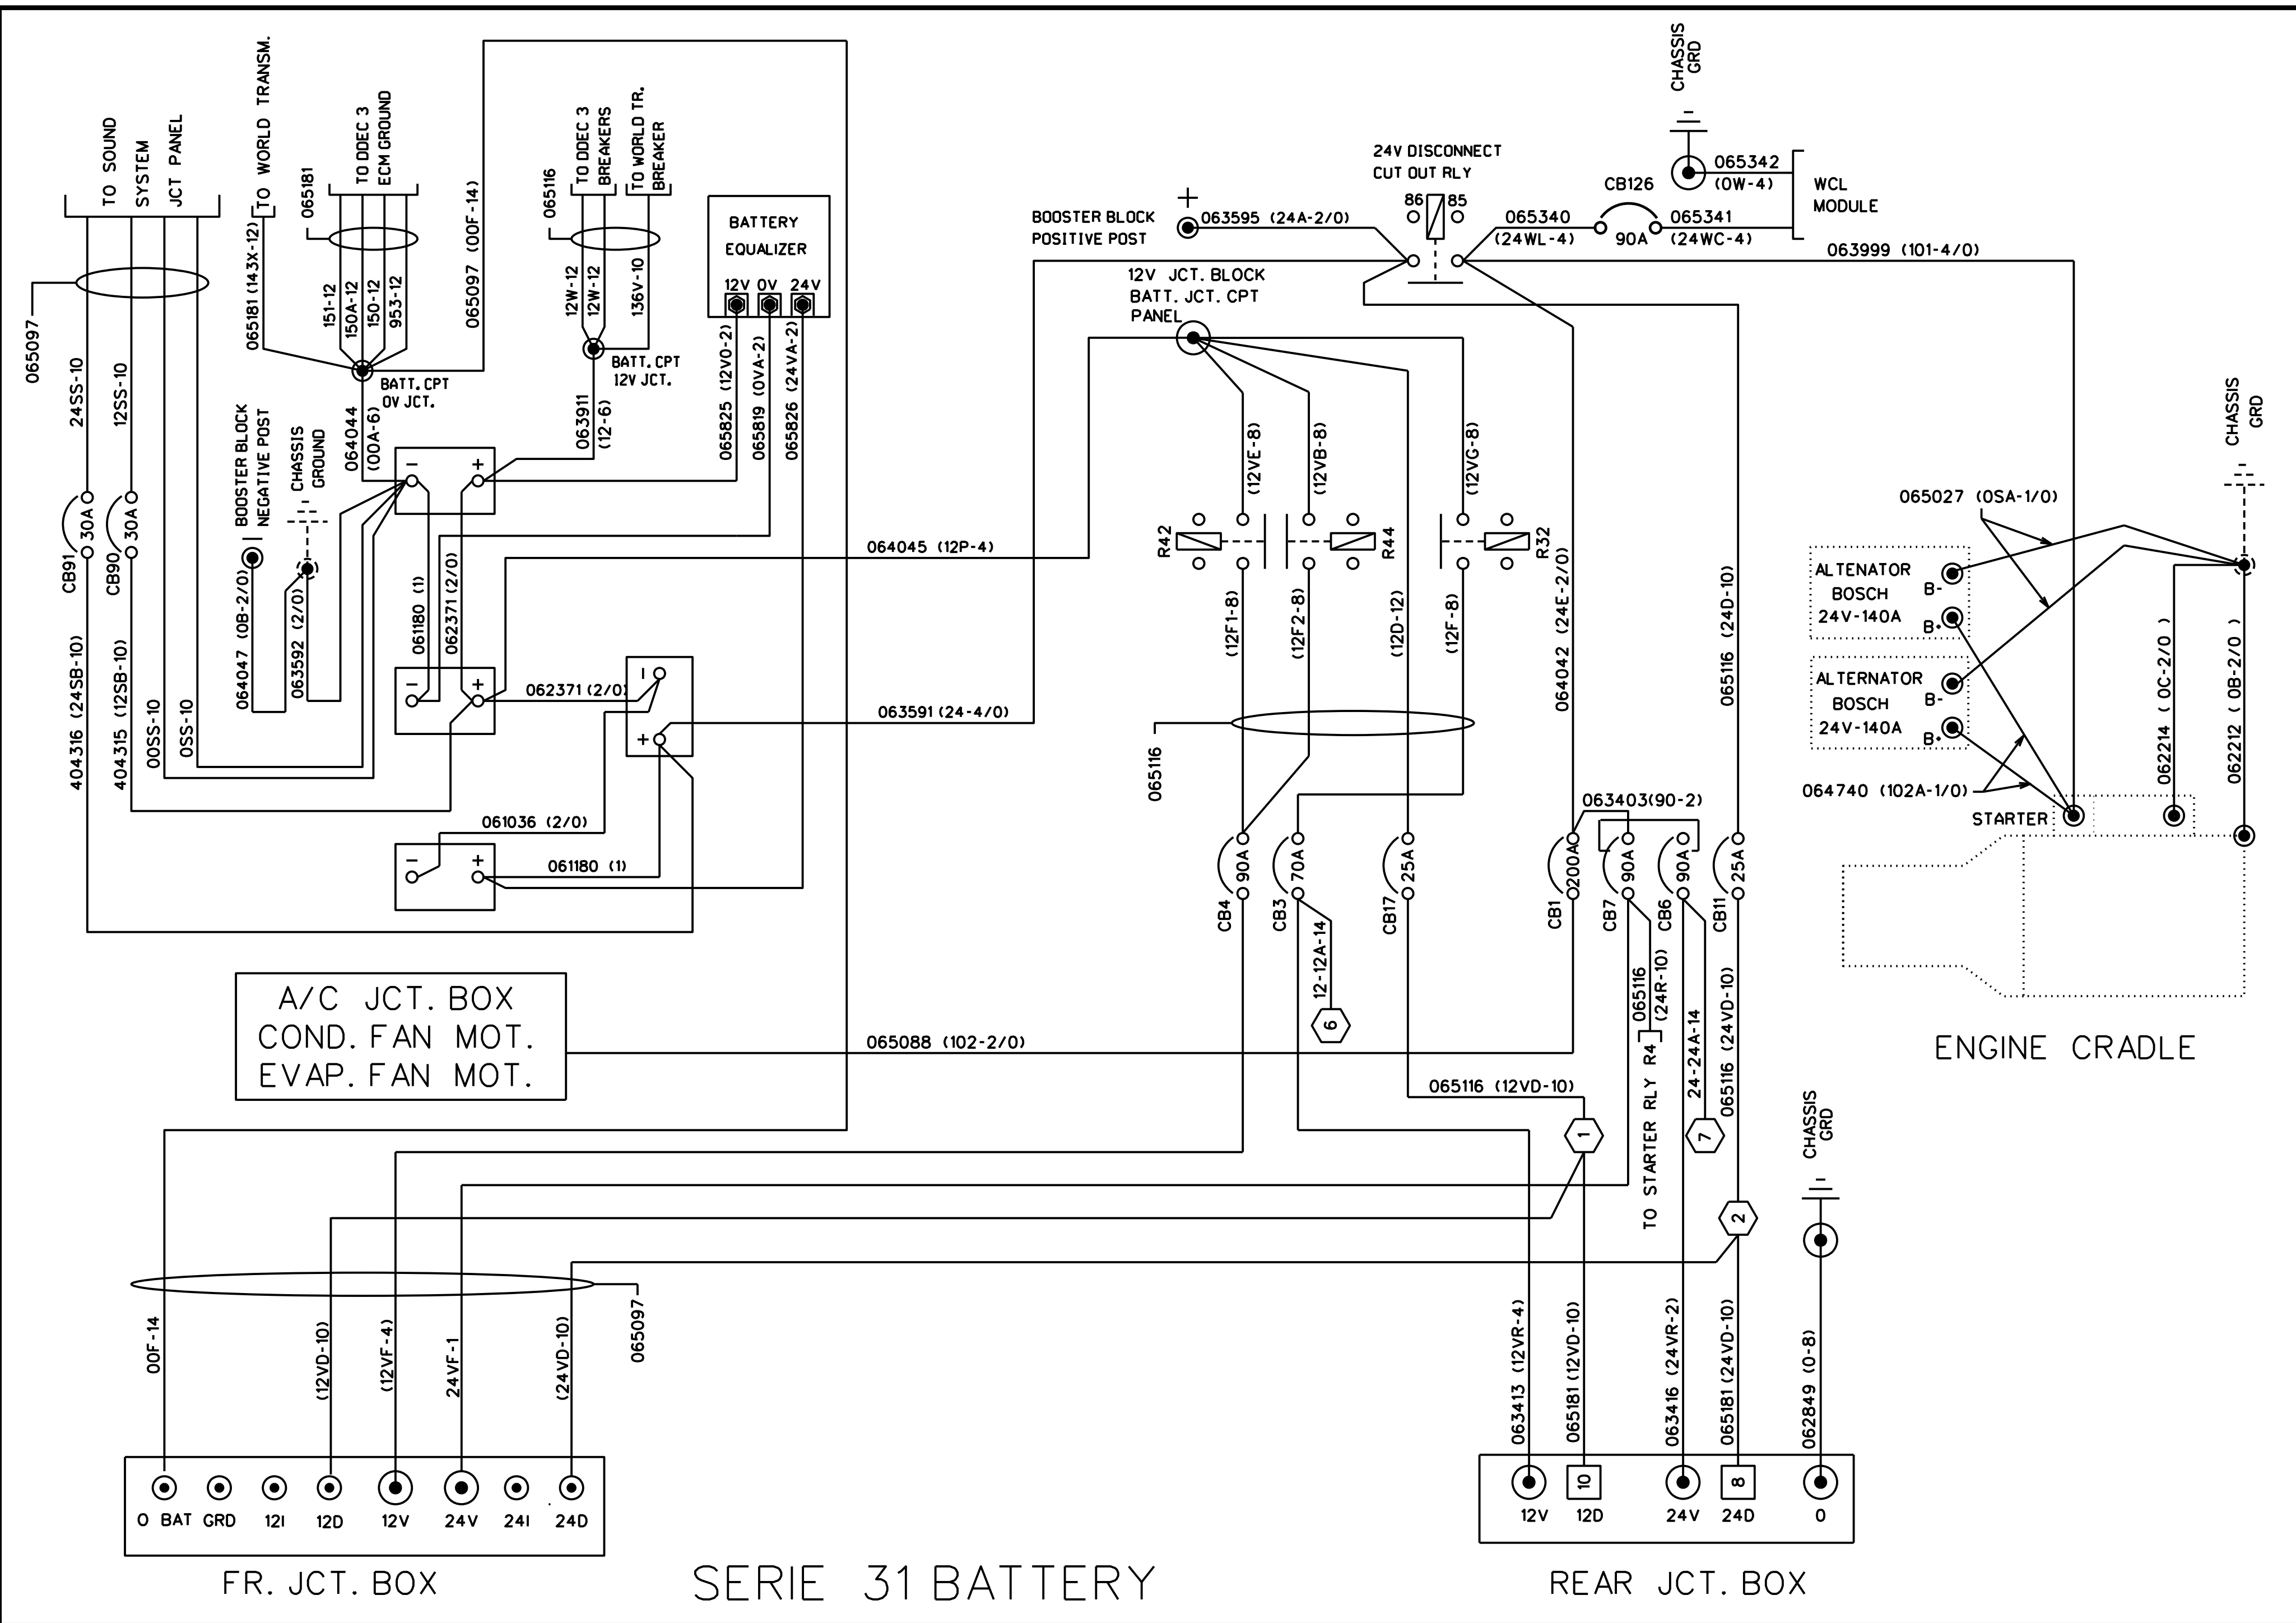 TO SOUND
SYSTEM
JCT PANEL
065097
24SS-10
12SS-10
CB91
30A
CB90
30A
404316 (24SB-10)
404315 (12SB-10)
00SS-10
0SS-10
TO WORLD TRANSM.
065181 (143X-12)
065181
TO DDEC 3
ECM GROUND
151-12
150A-12
150-12
953-12
065097 (00F-14)
BATT. CPT
0V JCT.
064044
(00A-6)
BOOSTER BLOCK
NEGATIVE POST
CHASSIS
GROUND
064047 (0B-2/0)
063592 (2/0)
065116
TO DDEC 3
BREAKERS
TO WORLD TR.
BREAKER
12W-12
12W-12
136V-10
BATT. CPT
12V JCT.
063911
(12-6)
BATTERY
EQUALIZER
12V 0V 24V
065825 (12V0-2)
065819 (0VA-2)
065826 (24VA-2)
- +
061180 (1)
062371 (2/0)
- +
062371 (2/0)
-
+
061036 (2/0)
- +
061180 (1)
064045 (12P-4)
063591 (24-4/0)
A/C JCT. BOX
COND. FAN MOT.
EVAP. FAN MOT.
065088 (102-2/0)
+
BOOSTER BLOCK
POSITIVE POST
063595 (24A-2/0)
24V DISCONNECT
CUT OUT RLY
86 85
12V JCT. BLOCK
BATT. JCT. CPT
PANEL
CHASSIS
GRD
CB126
90A
065340
(24WL-4)
065341
(24WC-4)
065342
(0W-4)
WCL
MODULE
063999 (101-4/0)
(12VE-8)
(12VB-8)
(12VG-8)
R42
R44
R32
(12F1-8)
(12F2-8)
(12D-12)
(12F-8)
064042 (24E-2/0)
065116 (24D-10)
065116
063403(90-2)
CB4
90A
CB3
70A
CB17
25A
CB1
200A
CB7
90A
CB6
90A
CB11
25A
12-12A-14
6
065116
(24R-10)
TO STARTER RLY R4
24-24A-14
7
065116 (24VD-10)
065116 (12VD-10)
1
2
CHASSIS
GRD
065027 (0SA-1/0)
ALTENATOR
BOSCH
24V-140A
B-
B+
ALTERNATOR
BOSCH
24V-140A
B-
B+
064740 (102A-1/0)
STARTER
CHASSIS
GRD
062214 ( 0C-2/0 )
062212 ( 0B-2/0 )
ENGINE CRADLE
00F-14
(12VD-10)
(12VF-4)
24VF-1
(24VD-10)
065097
0 BAT GRD 12I 12D 12V 24V 24I 24D
FR. JCT. BOX
SERIE 31 BATTERY
063413 (12VR-4)
065181 (12VD-10)
063416 (24VR-2)
065181 (24VD-10)
062849 (0-8)
10
8
12V 12D 24V 24D 0
REAR JCT. BOX